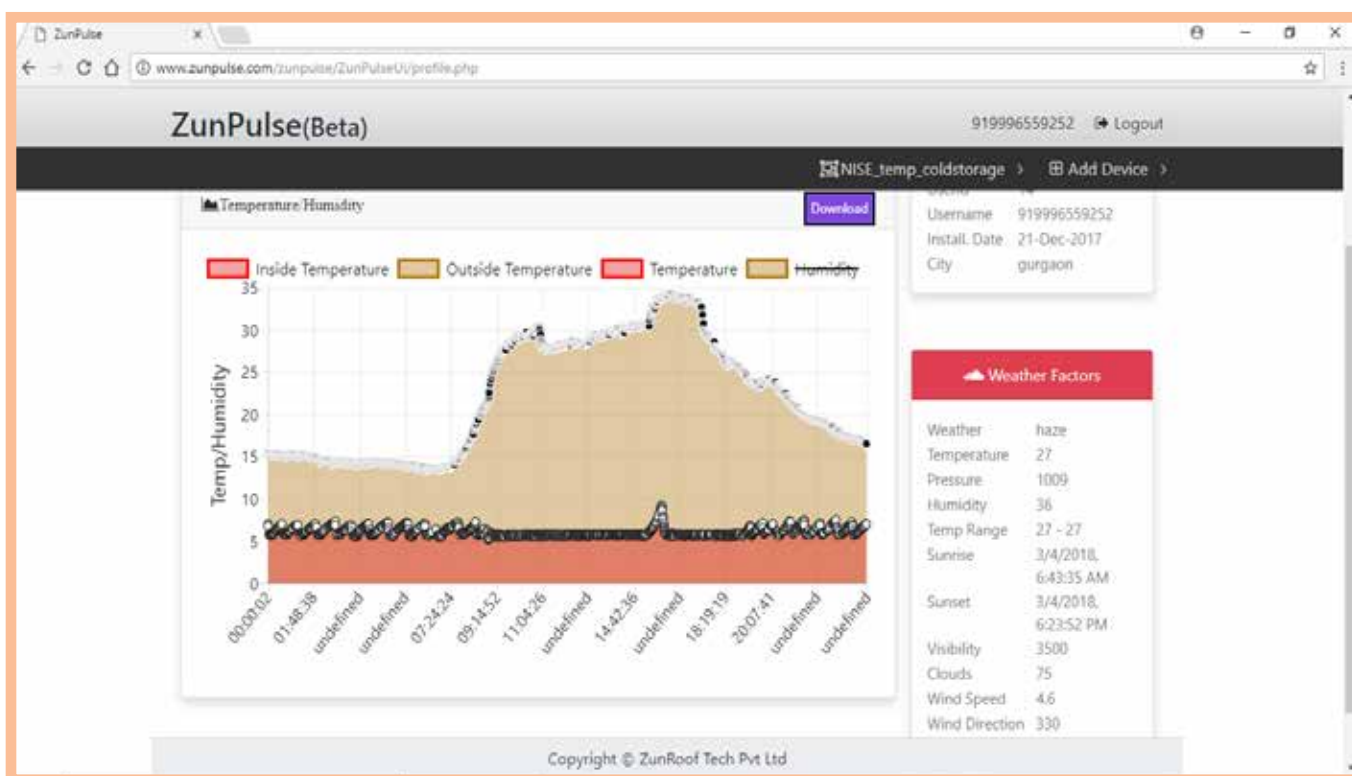 ZunPulse
www.zunpulse.com/zunpulse/ZunPulseUi/profile.php
ZunPulse(Beta)
919996559252 Logout
NISE_temp_coldstorage > Add Device >
Temperature/Humidity
Download
Inside Temperature Outside Temperature Temperature Humidity
Temp/Humidity
35
30
25
20
15
10
5
0
00:00:02 01:48:38 undefined undefined 07:24:24 09:14:52 11:04:26 undefined 14:42:36 undefined 18:19:19 20:07:41 undefined undefined
Username 919996559252
Install. Date 21-Dec-2017
City gurgaon
Weather Factors
Weather haze
Temperature 27
Pressure 1009
Humidity 36
Temp Range 27 - 27
Sunrise 3/4/2018,
6:43:35 AM
Sunset 3/4/2018,
6:23:52 PM
Visibility 3500
Clouds 75
Wind Speed 4.6
Wind Direction 330
Copyright © ZunRoof Tech Pvt Ltd